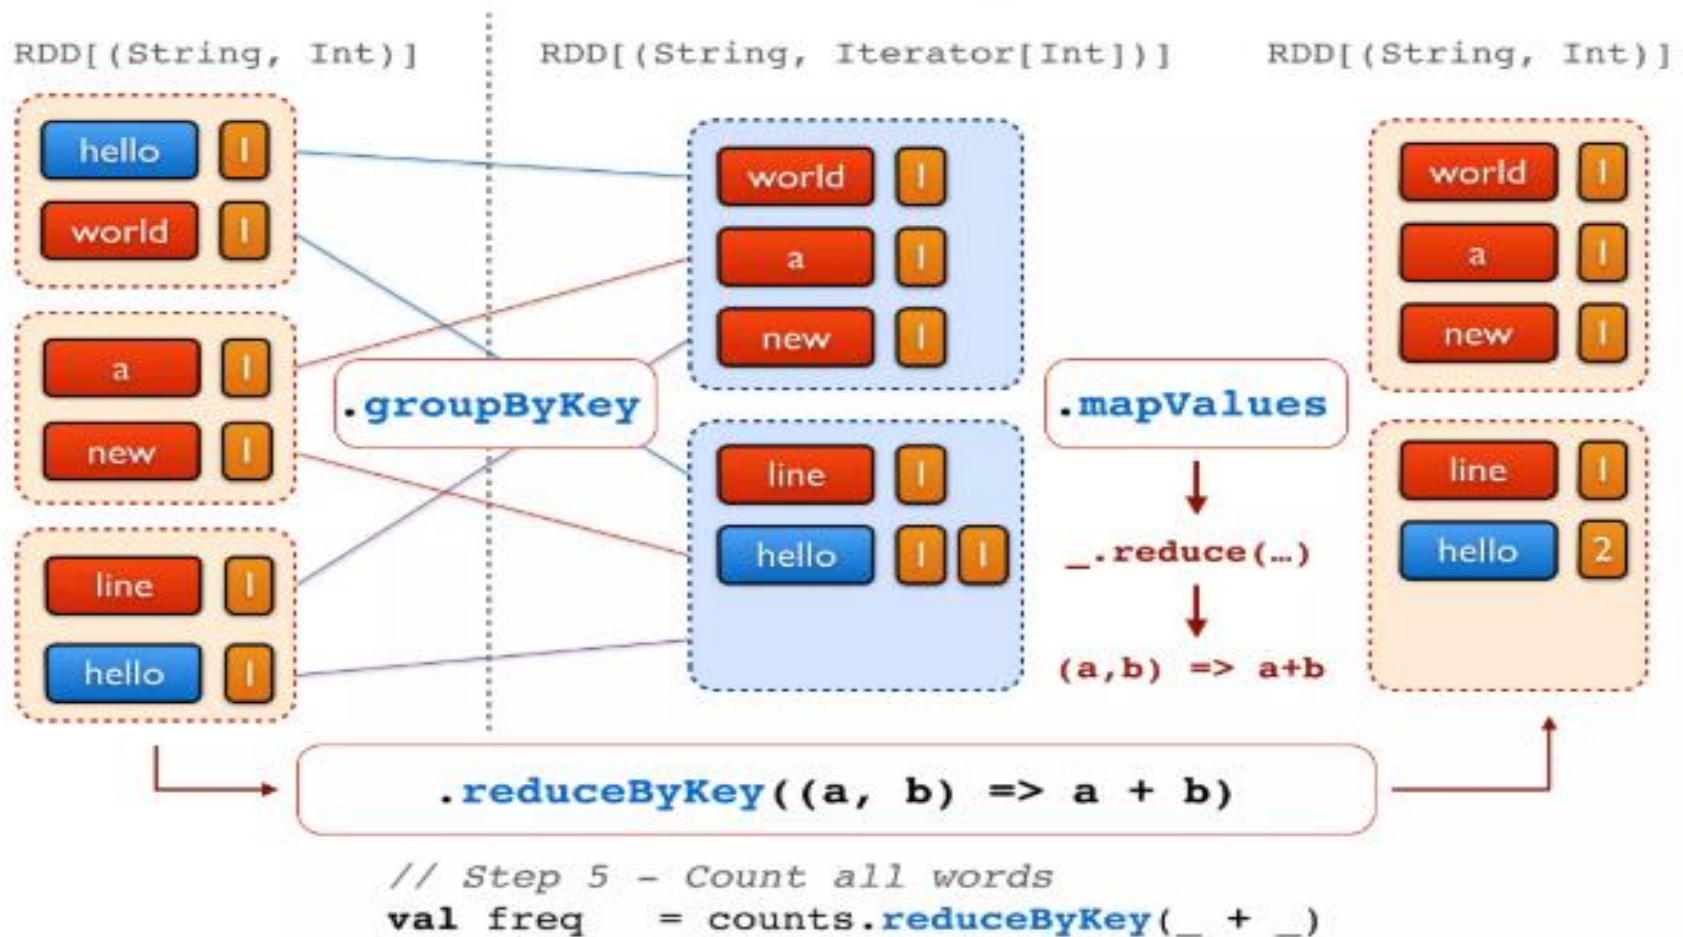 RDD[(String, Int)]
RDD[(String, Iterator[Int])]
RDD[(String, Int)]
hello 1
world 1
a 1
new 1
line 1
hello 1
.groupByKey
world 1
a 1
new 1
line 1
hello 1 1
.mapValues
_.reduce(…)
(a,b) => a+b
world 1
a 1
new 1
line 1
hello 2
.reduceByKey((a, b) => a + b)
// Step 5 - Count all words
val freq = counts.reduceByKey(_ + _)